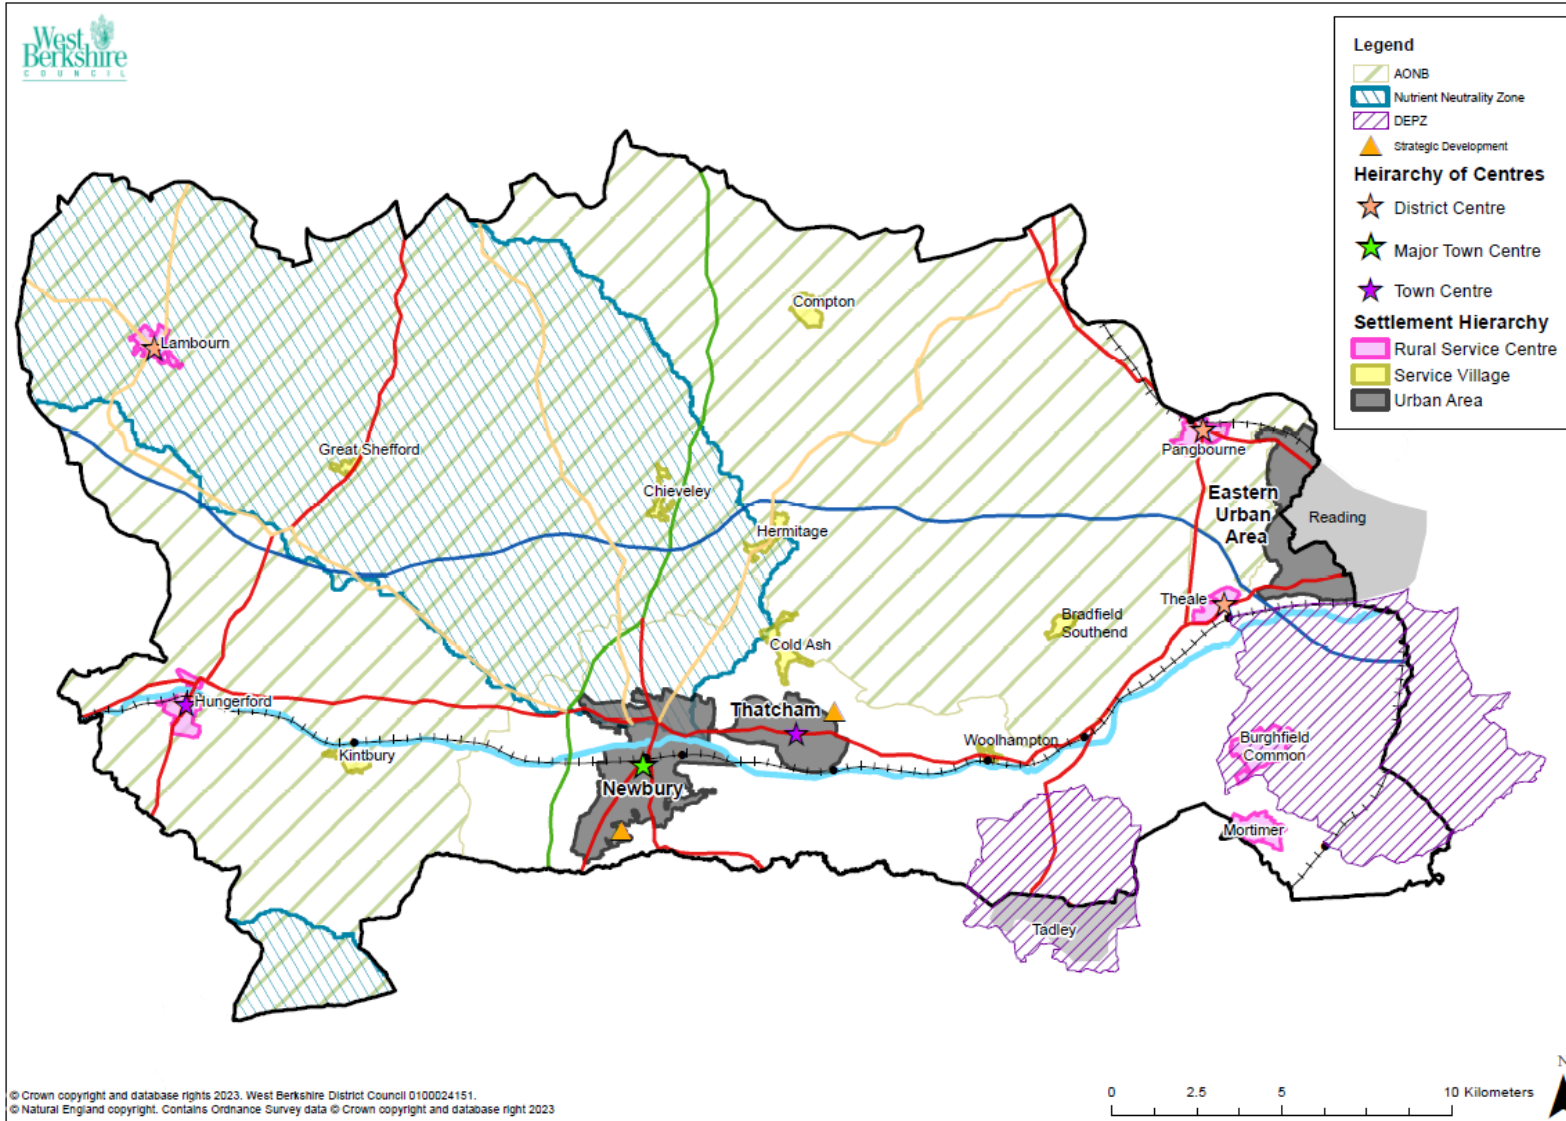 West
Berkshire
COUNCIL
Legend
AONB
Nutrient Neutrality Zone
DEPZ
Strategic Development
Heirarchy of Centres
District Centre
Major Town Centre
Town Centre
Settlement Hierarchy
Rural Service Centre
Service Village
Urban Area
Compton
Lambourn
Great Shefford
Pangbourne
Chieveley
Eastern
Urban
Area
Reading
Hermitage
Theale
Bradfield
Southend
Cold Ash
Hungerford
Thatcham
Woolhampton
Burghfield
Common
Kintbury
Newbury
Mortimer
Tadley
© Crown copyright and database rights 2023. West Berkshire District Council 0100024151.
© Natural England copyright. Contains Ordnance Survey data © Crown copyright and database right 2023
0 2.5 5 10 Kilometers
N